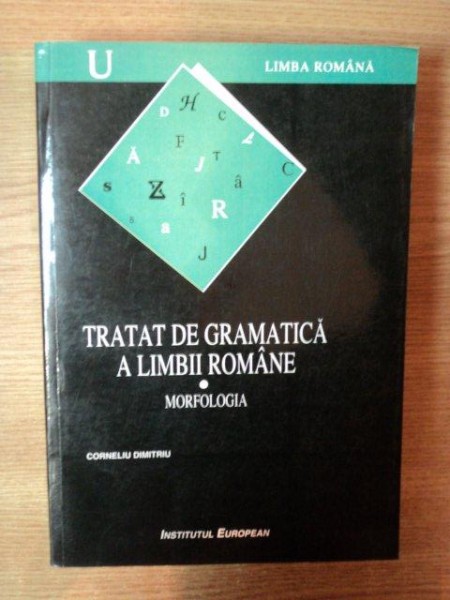 U
LIMBA ROMÂNĂ
D H C
F L
Ă J T
s Z î â C
s R
a J
TRATAT DE GRAMATICĂ
A LIMBII ROMÂNE
•
MORFOLOGIA
CORNELIU DIMITRIU
INSTITUTUL EUROPEAN